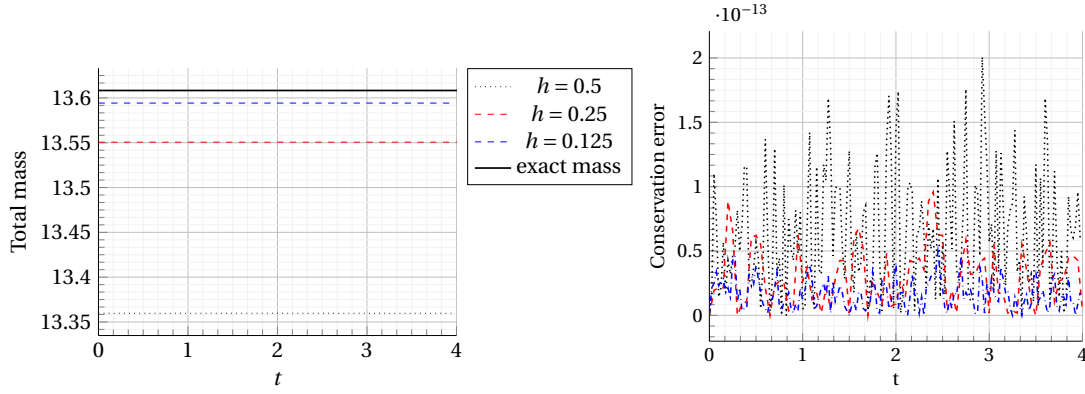 13.6
13.55
13.5
13.45
13.4
13.35
0 1 2 3 4
t
Total mass
h = 0.5
h = 0.25
h = 0.125
exact mass
·10−13
2
1.5
1
0.5
0
0 1 2 3 4
t
Conservation error